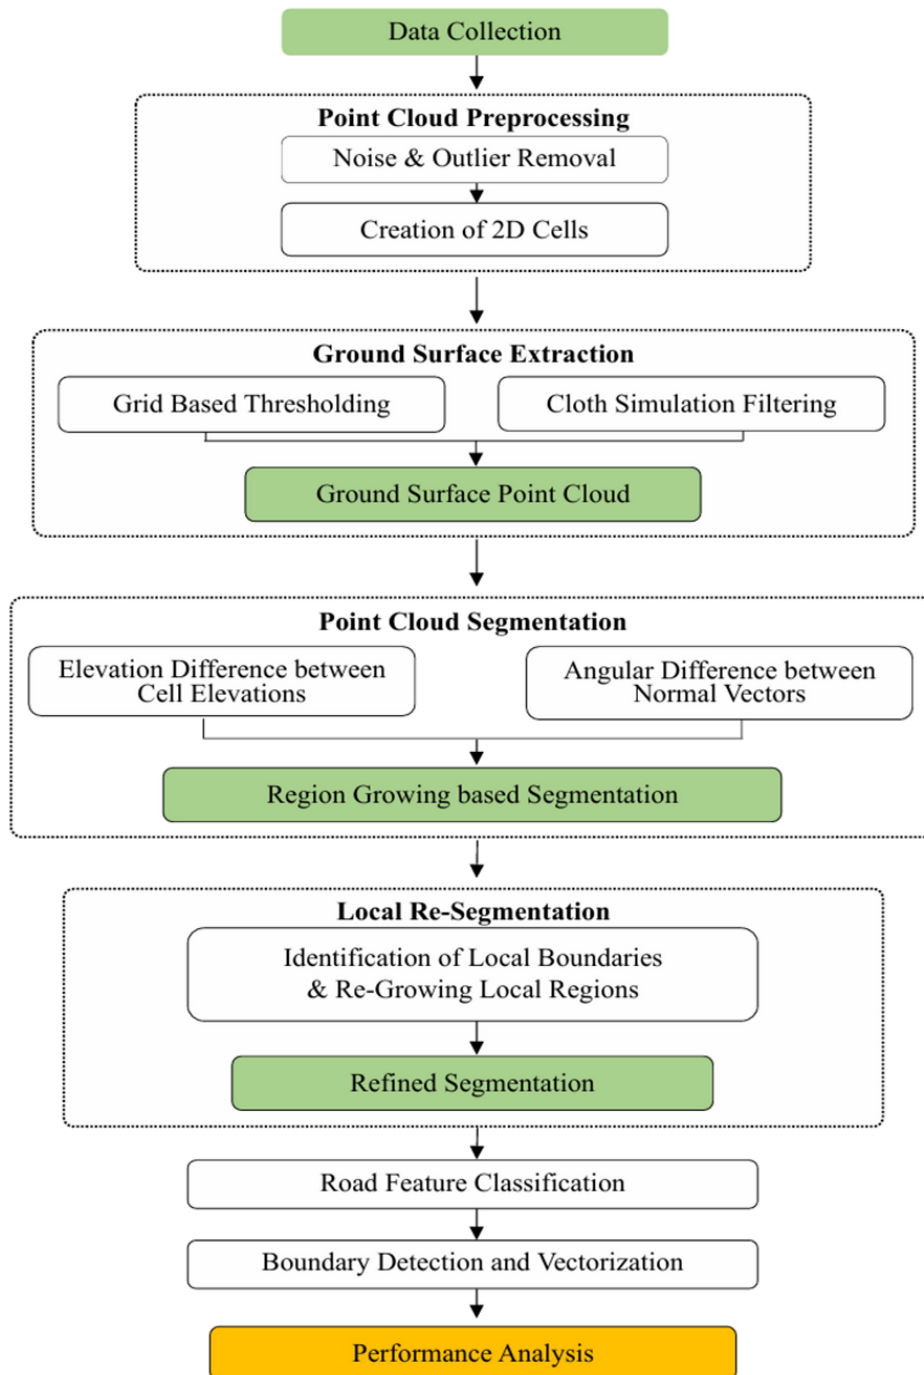 Data Collection
Point Cloud Preprocessing
Noise & Outlier Removal
Creation of 2D Cells
Ground Surface Extraction
Grid Based Thresholding
Cloth Simulation Filtering
Ground Surface Point Cloud
Point Cloud Segmentation
Elevation Difference between
Cell Elevations
Angular Difference between
Normal Vectors
Region Growing based Segmentation
Local Re-Segmentation
Identification of Local Boundaries
& Re-Growing Local Regions
Refined Segmentation
Road Feature Classification
Boundary Detection and Vectorization
Performance Analysis